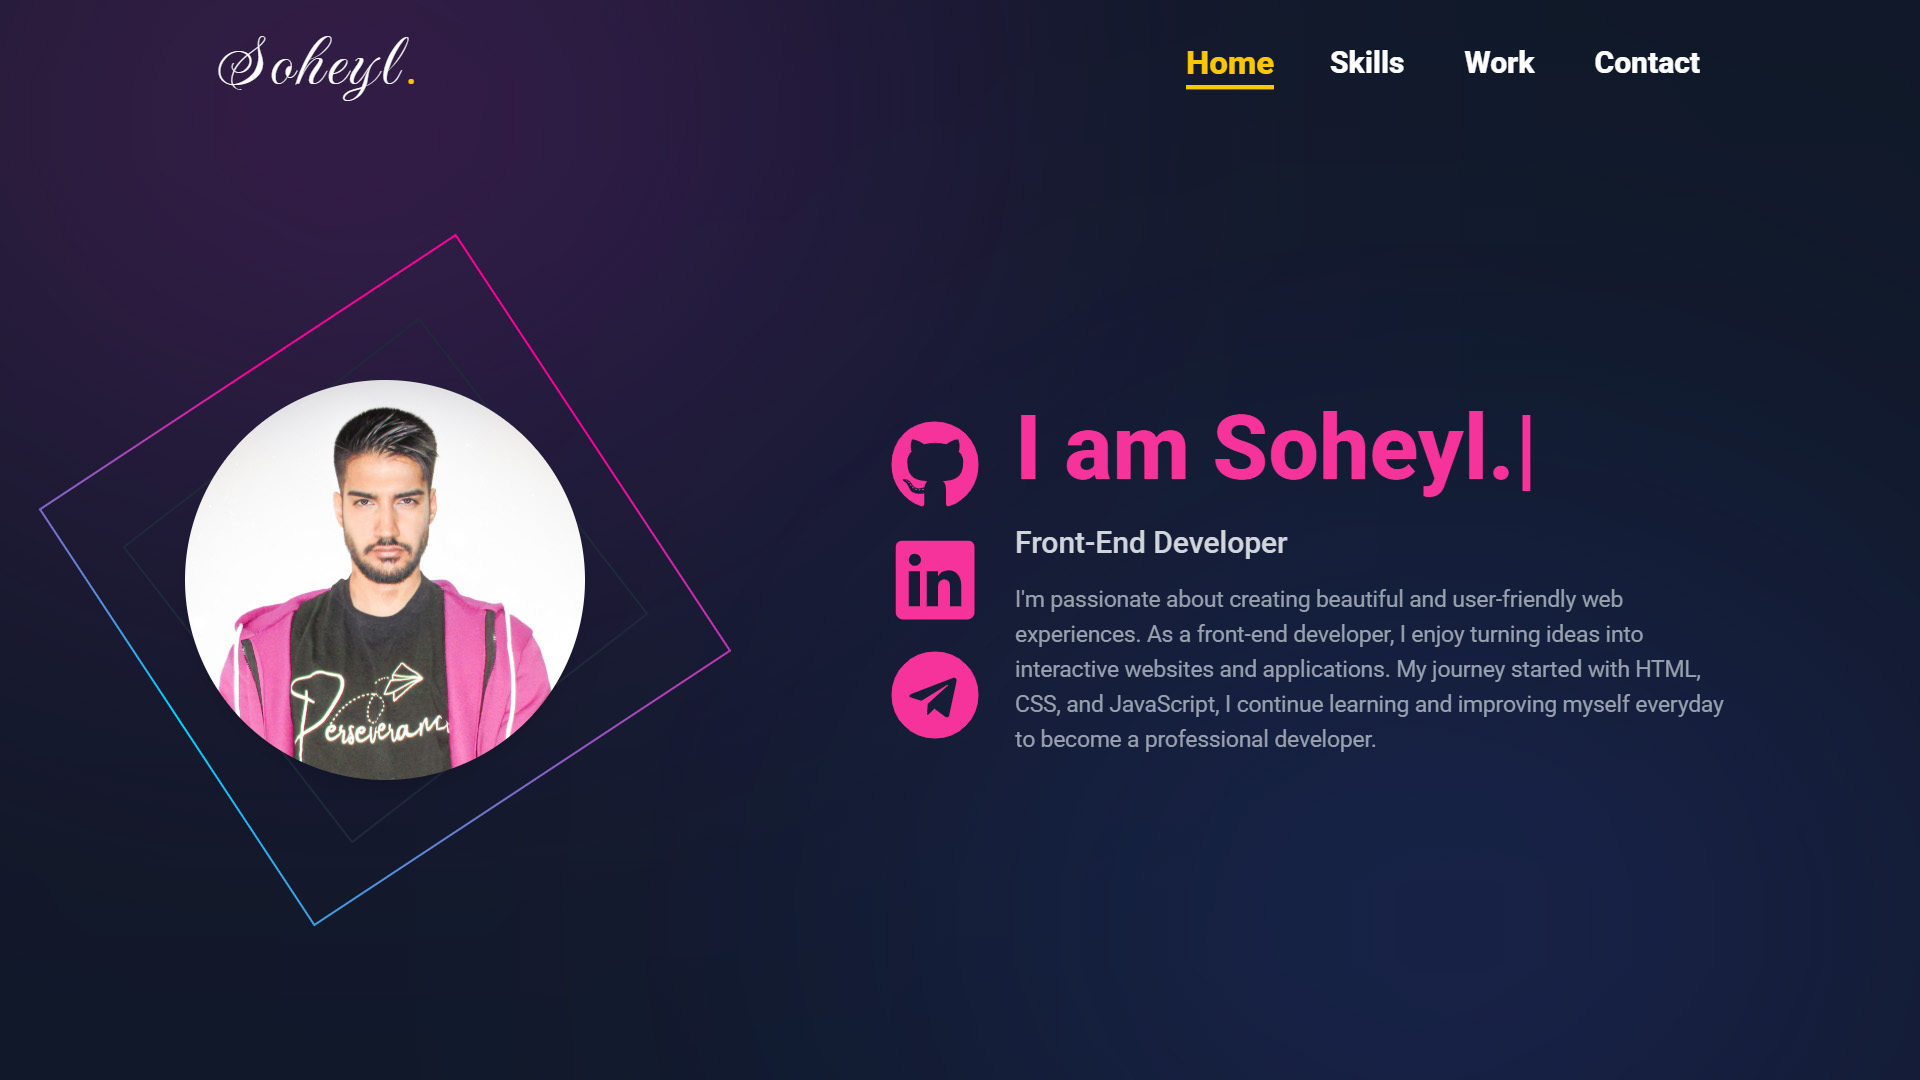 Soheyl.
Home Skills Work Contact
I am Soheyl.|
in
Front-End Developer
I'm passionate about creating beautiful and user-friendly web
experiences. As a front-end developer, I enjoy turning ideas into
interactive websites and applications. My journey started with HTML,
CSS, and JavaScript, I continue learning and improving myself everyday
to become a professional developer.
Perseveranc